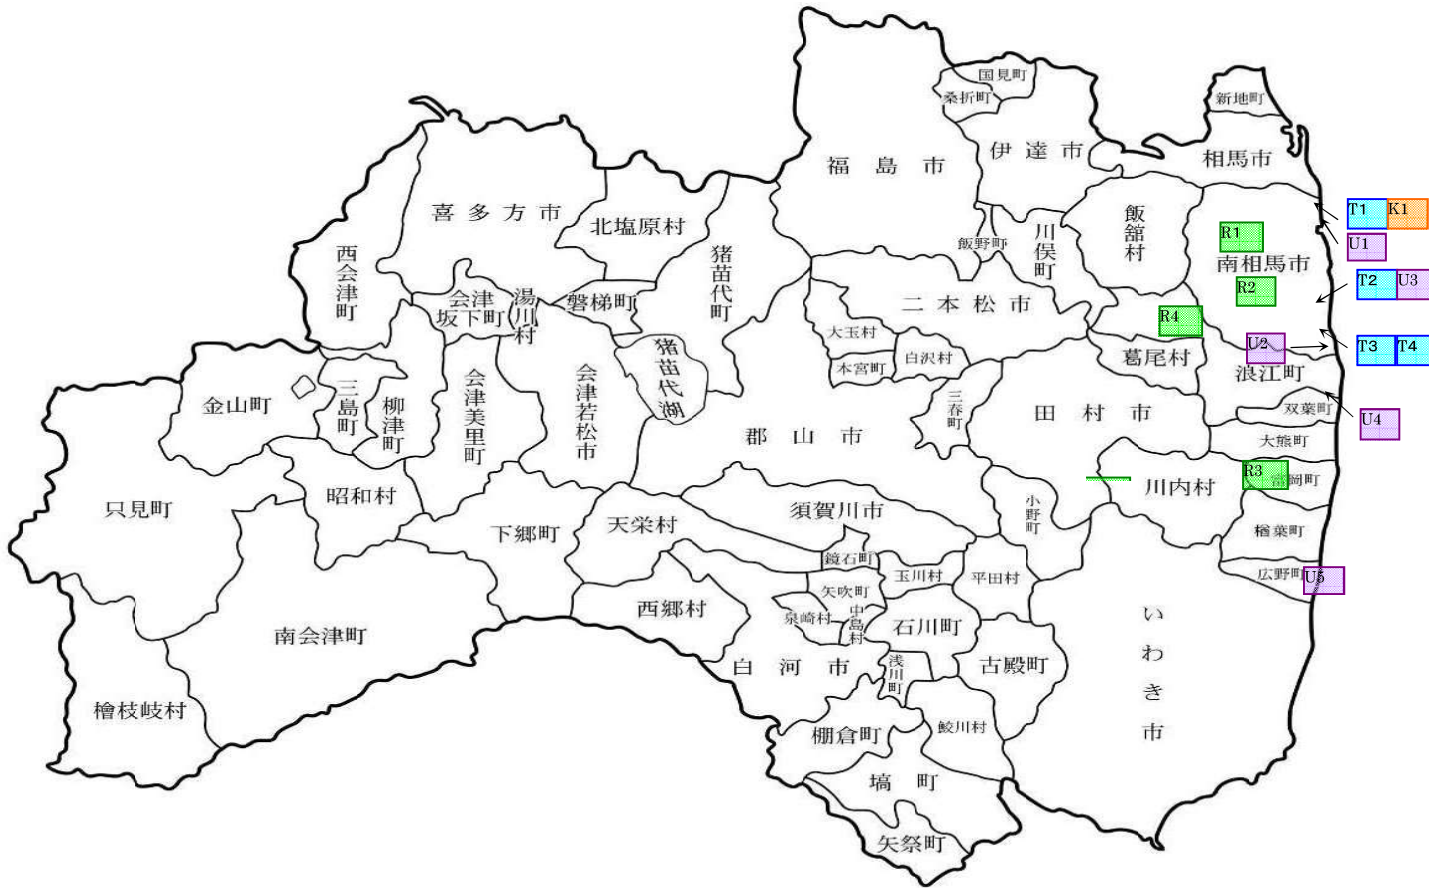 国見町
桑折町
新地町
伊達市
相馬市
福島市
喜多方市
北塩原村
飯舘村
T1
K1
R1
U1
川俣町
飯野町
西会津町
猪苗代町
南相馬市
T2
U3
R2
会津坂下町
湯川村
磐梯町
二本松市
R4
大玉村
U2
T3
T4
猪苗代湖
本宮町
白沢村
葛尾村
浪江町
金山町
三島町
柳津町
会津美里町
会津若松市
三春町
田村市
双葉町
U4
郡山市
大熊町
R3
富岡町
只見町
昭和村
川内村
下郷町
天栄村
須賀川市
小野町
楢葉町
鏡石町
玉川村
平田村
広野町
U5
矢吹町
西郷村
泉崎村
中島村
石川町
南会津町
いわき市
白河市
浅川町
古殿町
檜枝岐村
棚倉町
鮫川村
塙町
矢祭町